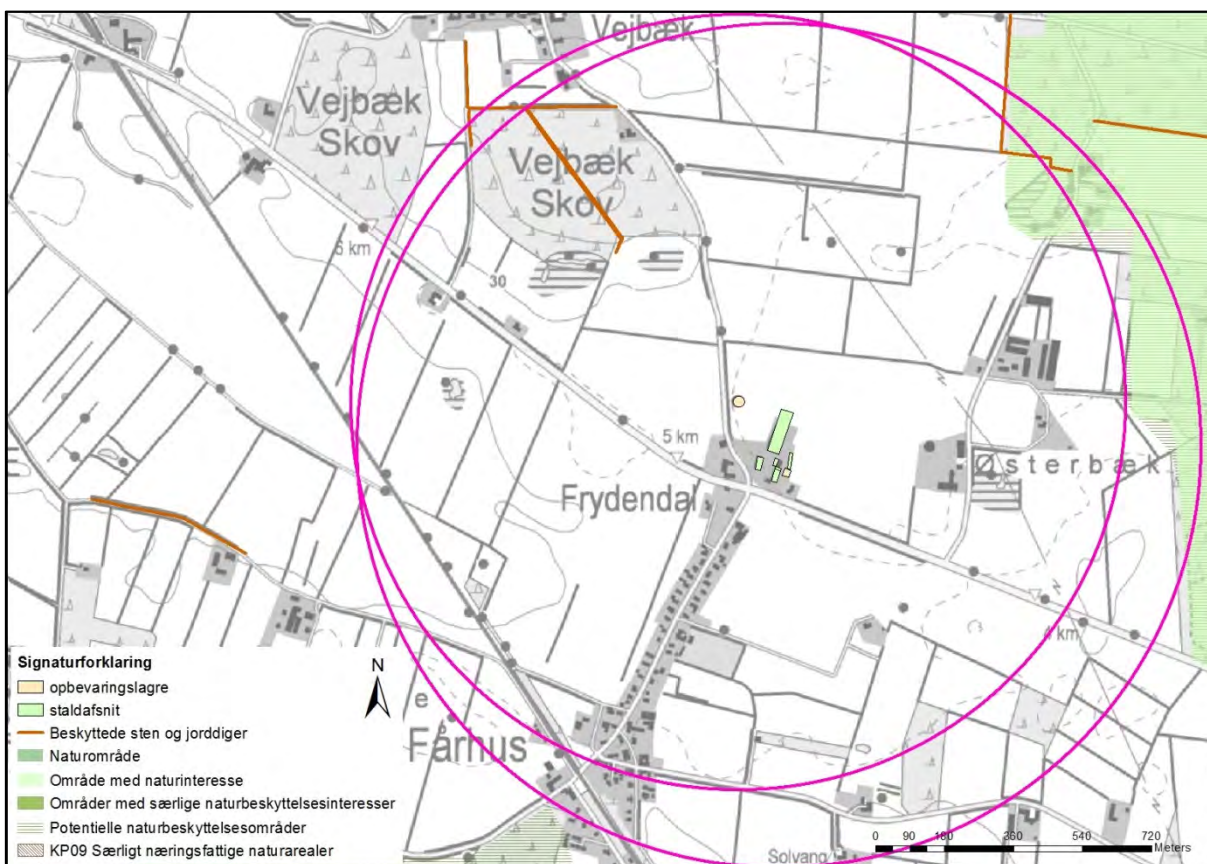 Vejbæk
Vejbæk
Skov
Vejbæk
Skov
6 km
30
5 km
Frydendal
Østerbæk
4 km
e
Fårhus
Solvang
Signaturforklaring
opbevaringslagre
staldafsnit
Beskyttede sten og jorddiger
Naturområde
Område med naturinteresse
Områder med særlige naturbeskyttelsesinteresser
Potentielle naturbeskyttelsesområder
KP09 Særligt næringsfattige naturarealer
N
0 90 180 360 540 720
Meters